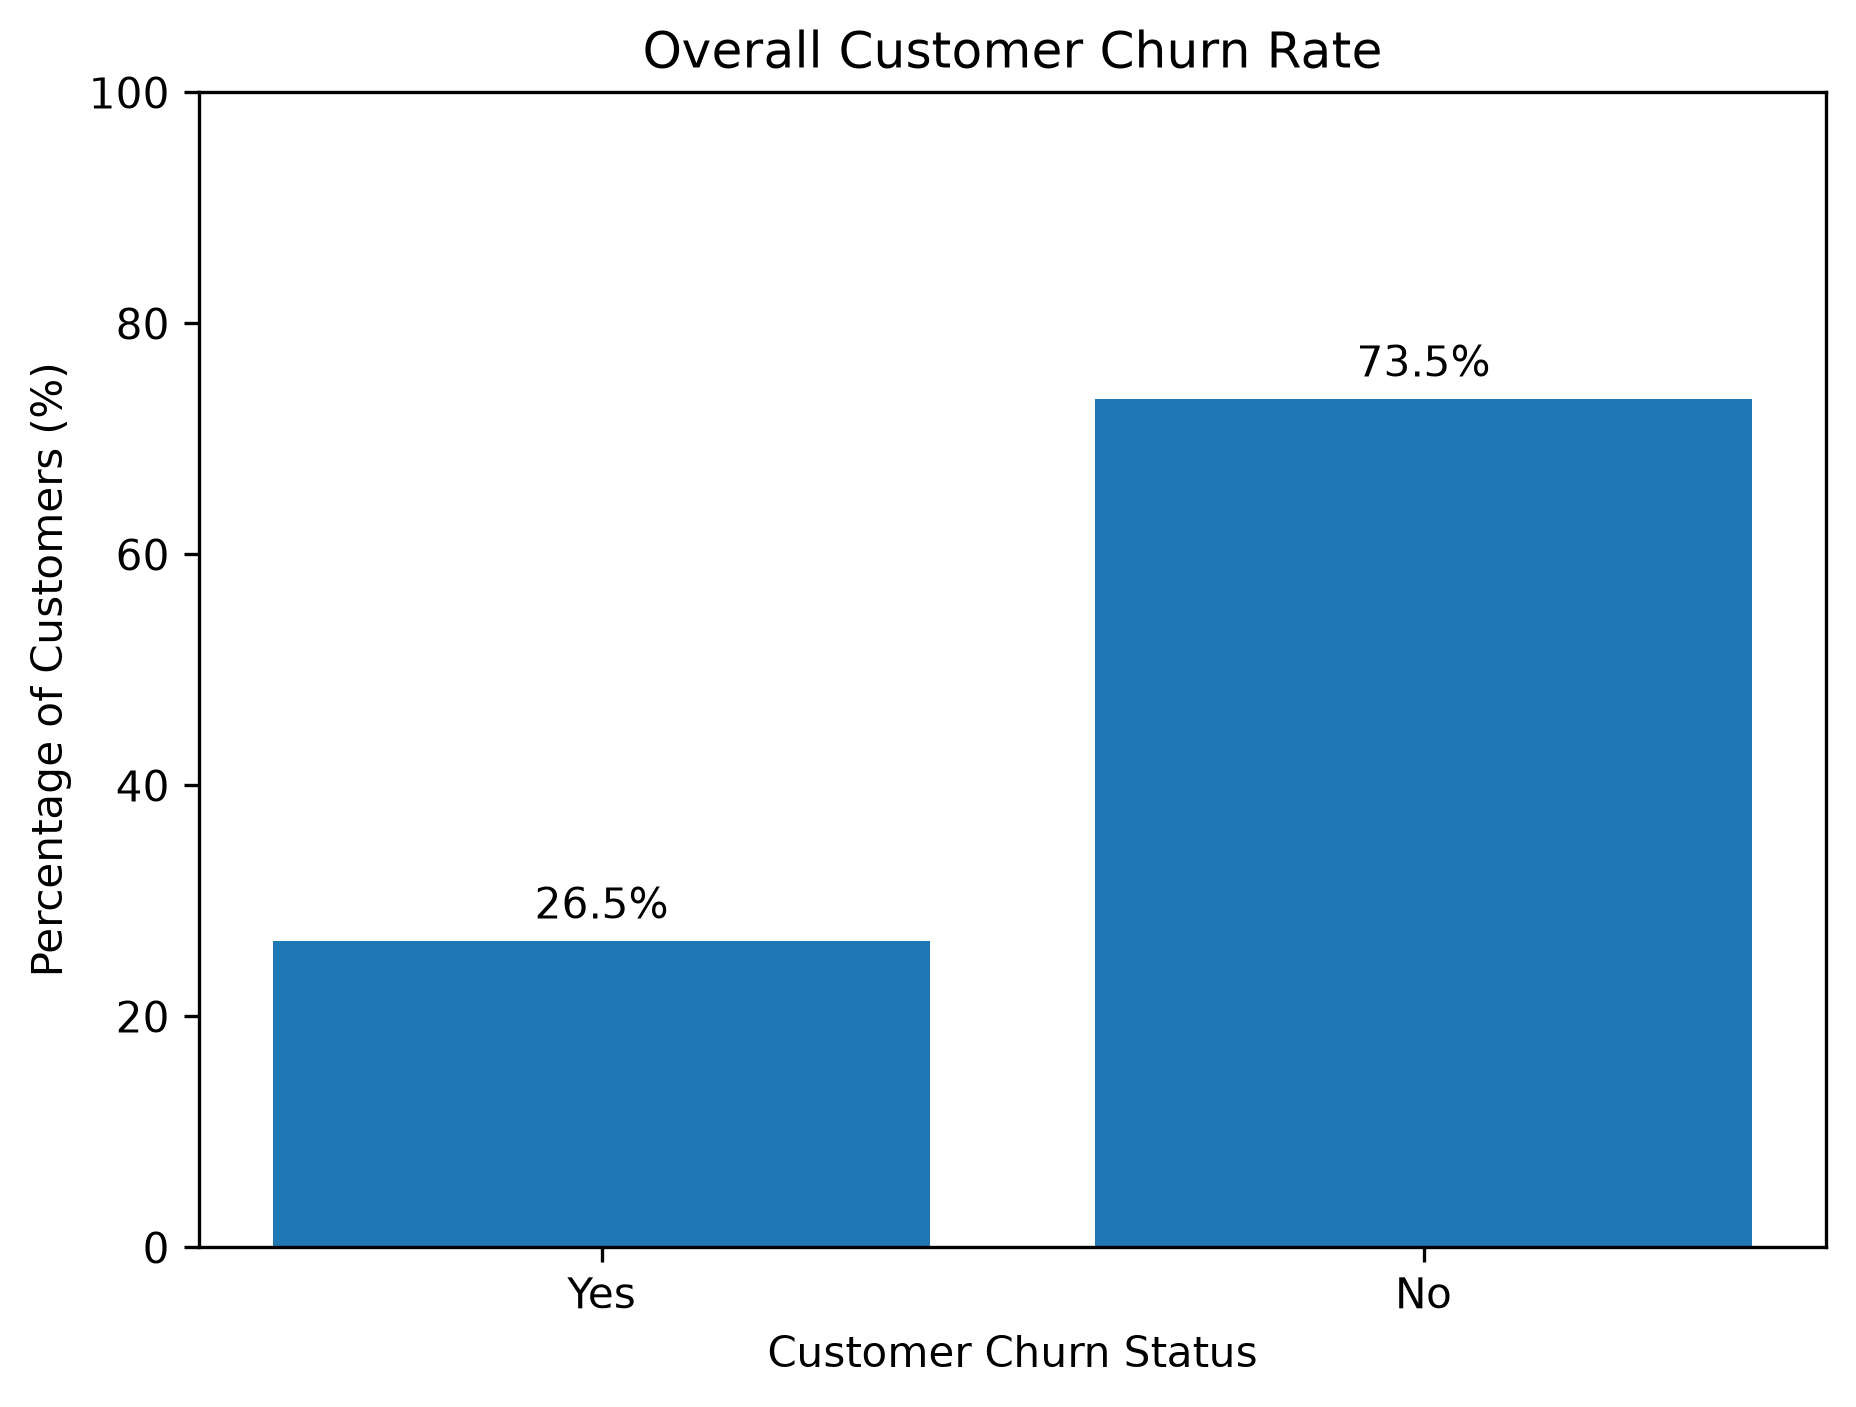 Overall Customer Churn Rate
100
80
60
40
20
0
Percentage of Customers (%)
26.5%
73.5%
Yes
No
Customer Churn Status